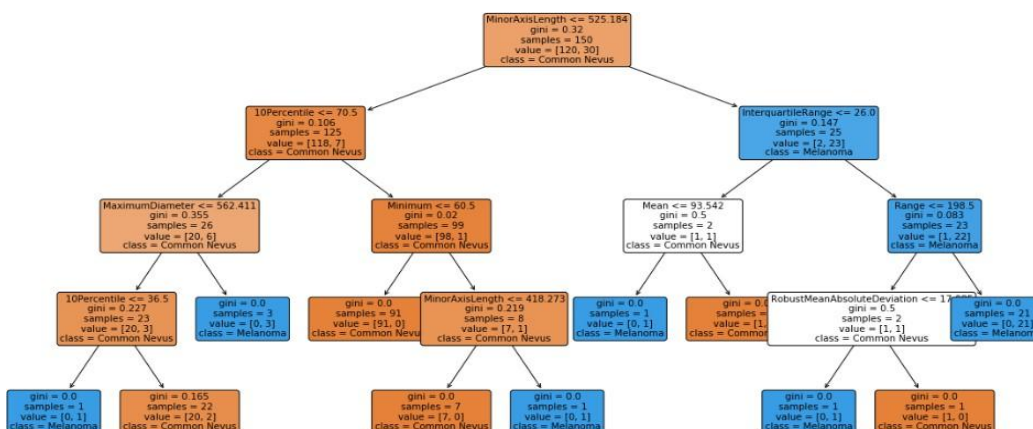 MinorAxisLength <= 525.184
gini = 0.32
samples = 150
value = [120, 30]
class = Common Nevus
10Percentile <= 70.5
gini = 0.106
samples = 125
value = [118, 7]
class = Common Nevus
InterquartileRange <= 26.0
gini = 0.147
samples = 25
value = [2, 23]
class = Melanoma
MaximumDiameter <= 562.411
gini = 0.355
samples = 26
value = [20, 6]
class = Common Nevus
Minimum <= 60.5
gini = 0.02
samples = 99
value = [98, 1]
class = Common Nevus
Mean <= 93.542
gini = 0.5
samples = 2
value = [1, 1]
class = Common Nevus
Range <= 198.5
gini = 0.083
samples = 23
value = [1, 22]
class = Melanoma
10Percentile <= 36.5
gini = 0.227
samples = 23
value = [20, 3]
class = Common Nevus
gini = 0.0
samples = 3
value = [0, 3]
class = Melanoma
gini = 0.0
samples = 91
value = [91, 0]
class = Common Nevus
MinorAxisLength <= 418.273
gini = 0.219
samples = 8
value = [7, 1]
class = Common Nevus
gini = 0.0
samples = 1
value = [0, 1]
class = Melanoma
gini = 0.
samples =
value = [1,
class = Common
RobustMeanAbsoluteDeviation <=
gini = 0.5
samples = 2
value = [1, 1]
class = Common Nevus
gini = 0.0
samples = 21
value = [0, 21]
class = Melanoma
gini = 0.0
samples = 1
value = [0, 1]
class = Melanoma
gini = 0.165
samples = 22
value = [20, 2]
class = Common Nevus
gini = 0.0
samples = 7
value = [7, 0]
class = Common Nevus
gini = 0.0
samples = 1
value = [0, 1]
class = Melanoma
gini = 0.0
samples = 1
value = [0, 1]
class = Melanoma
gini = 0.0
samples = 1
value = [1, 0]
class = Common Nevus